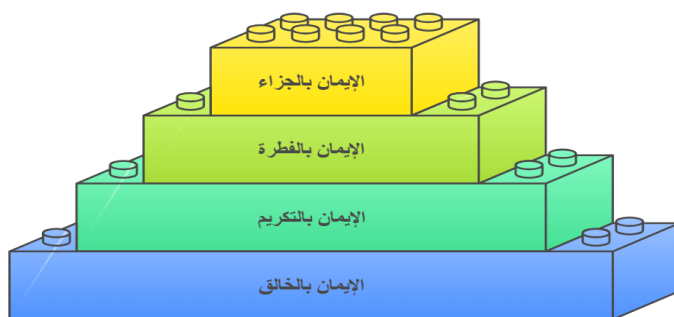 الإيمان بالجزاء
الإيمان بالفطرة
الإيمان بالتكريم
الإيمان بالخالق